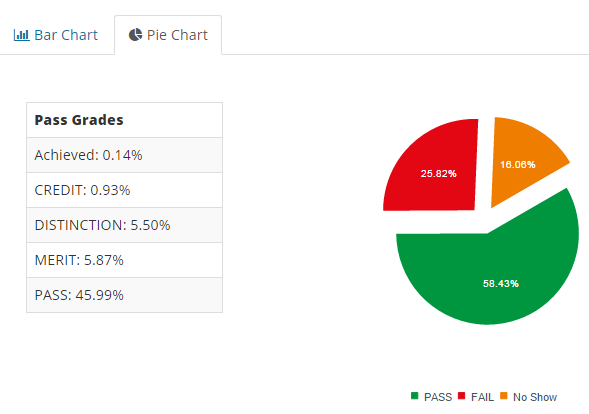 Bar Chart
Pie Chart
Pass Grades
Achieved: 0.14%
CREDIT: 0.93%
DISTINCTION: 5.50%
MERIT: 5.87%
PASS: 45.99%
25.82%
16.06%
58.43%
PASS FAIL No Show